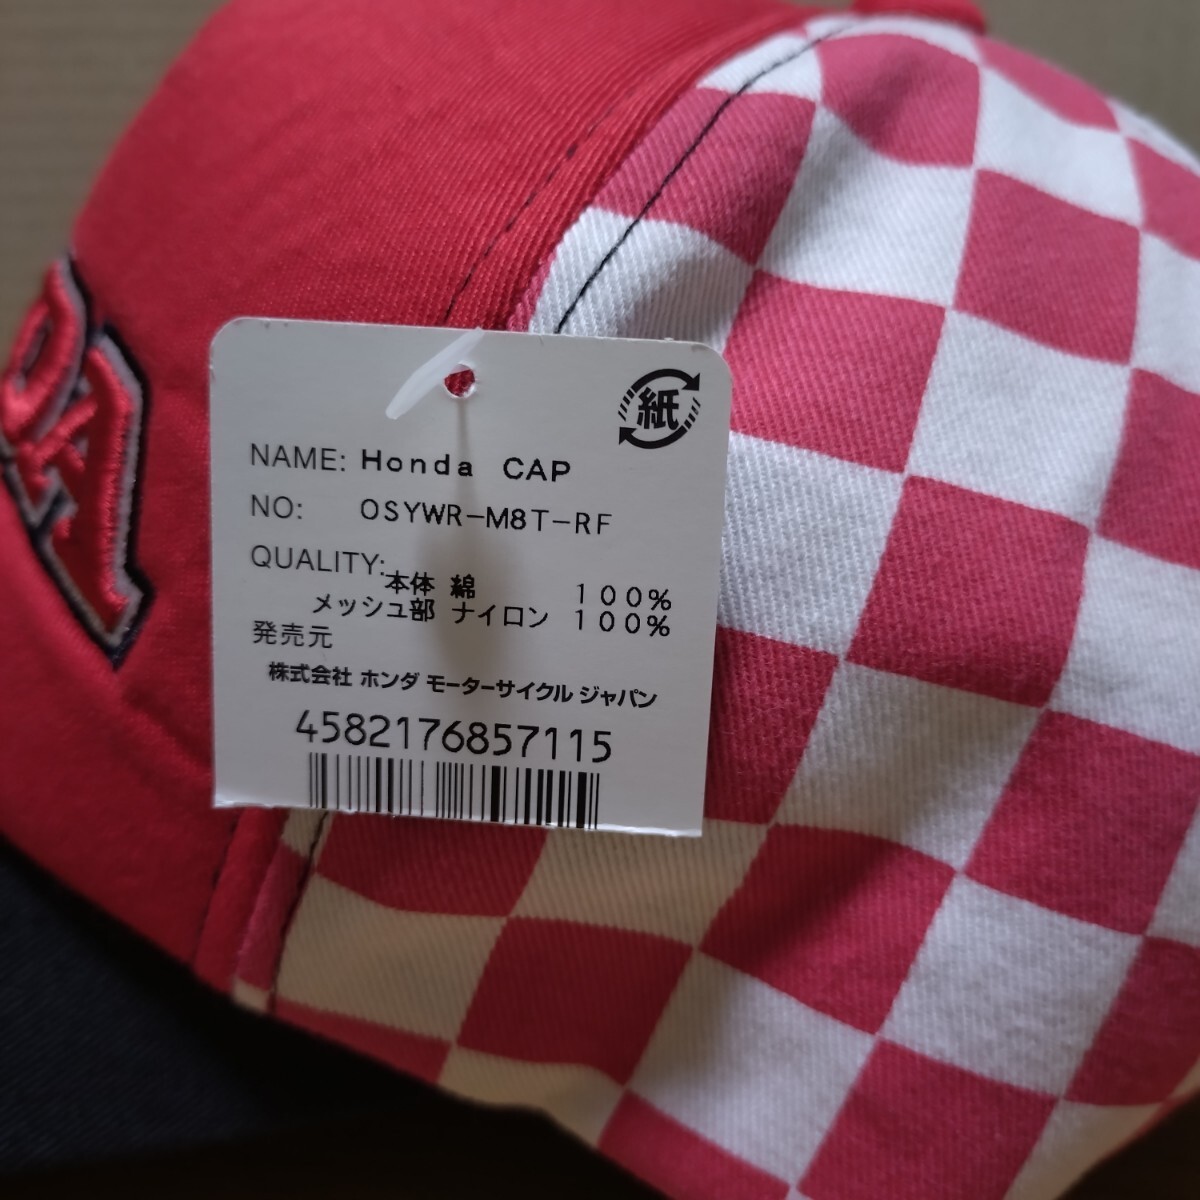 紙
NAME: Honda CAP
NO: OSYWR-M8T-RF
QUALITY:
本体 綿 100%
メッシュ部 ナイロン 100%
発売元
株式会社 ホンダ モーターサイクル ジャパン
4582176857115